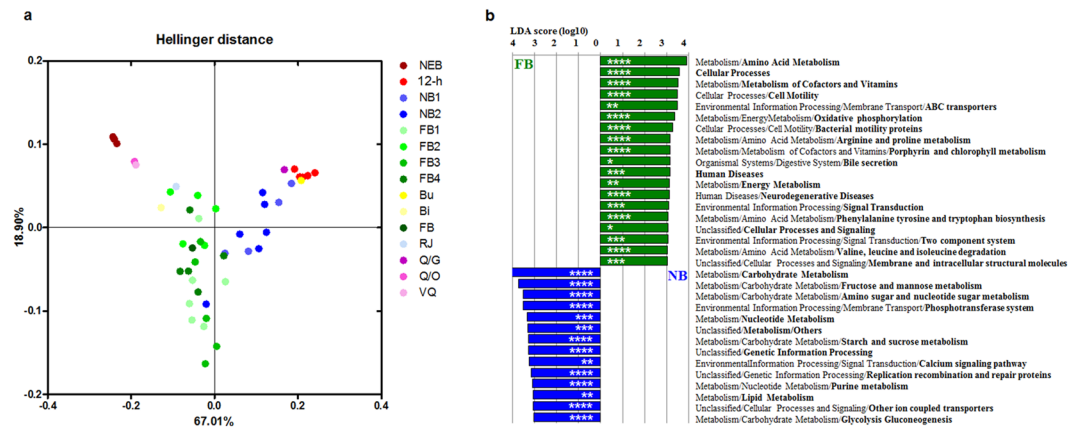 a
Hellinger distance
0.2
0.1
0.0
-0.1
-0.2
-0.4
-0.2
0.0
0.2
0.4
18.90%
67.01%
NEB
12-h
NB1
NB2
FB1
FB2
FB3
FB4
Bu
Bi
FB
RJ
Q/G
Q/O
VQ
b
LDA score (log10)
4 3 2 1 0 1 2 3 4
FB
**** Metabolism/Amino Acid Metabolism
**** Cellular Processes
**** Metabolism/Metabolism of Cofactors and Vitamins
**** Cellular Processes/Cell Motility
** Environmental Information Processing/Membrane Transport/ABC transporters
**** Metabolism/EnergyMetabolism/Oxidative phosphorylation
**** Cellular Processes/Cell Motility/Bacterial motility proteins
**** Metabolism/Amino Acid Metabolism/Arginine and proline metabolism
**** Metabolism/Metabolism of Cofactors and Vitamins/Porphyrin and chlorophyll metabolism
* Organismal Systems/Digestive System/Bile secretion
*** Human Diseases
** Metabolism/Energy Metabolism
**** Human Diseases/Neurodegenerative Diseases
*** Environmental Information Processing/Signal Transduction
**** Metabolism/Amino Acid Metabolism/Phenylalanine tyrosine and tryptophan biosynthesis
* Unclassified/Cellular Processes and Signaling
*** Environmental Information Processing/Signal Transduction/Two component system
**** Metabolism/Amino Acid Metabolism/Valine, leucine and isoleucine degradation
*** Unclassified/Cellular Processes and Signaling/Membrane and intracellular structural molecules
NB
**** Metabolism/Carbohydrate Metabolism
**** Metabolism/Carbohydrate Metabolism/Fructose and mannose metabolism
**** Metabolism/Carbohydrate Metabolism/Amino sugar and nucleotide sugar metabolism
**** Environmental Information Processing/Membrane Transport/Phosphotransferase system
*** Metabolism/Nucleotide Metabolism
*** Unclassified/Metabolism/Others
**** Metabolism/Carbohydrate Metabolism/Starch and sucrose metabolism
**** Unclassified/Genetic Information Processing
** EnvironmentalInformation Processing/Signal Transduction/Calcium signaling pathway
**** Unclassified/Genetic Information Processing/Replication recombination and repair proteins
**** Metabolism/Nucleotide Metabolism/Purine metabolism
** Metabolism/Lipid Metabolism
**** Unclassified/Cellular Processes and Signaling/Other ion coupled transporters
**** Metabolism/Carbohydrate Metabolism/Glycolysis Gluconeogenesis